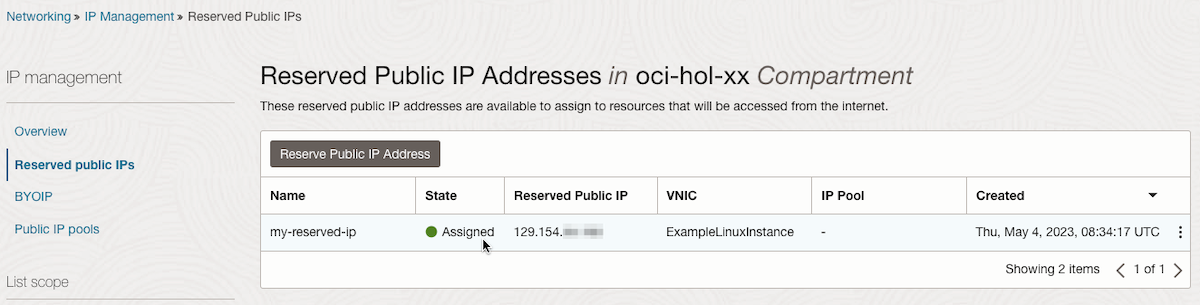 Networking » IP Management » Reserved Public IPs
IP management
Overview
Reserved public IPs
BYOIP
Public IP pools
List scope
Reserved Public IP Addresses in oci-hol-xx Compartment
These reserved public IP addresses are available to assign to resources that will be accessed from the internet.
Reserve Public IP Address
Name State Reserved Public IP VNIC IP Pool Created
my-reserved-ip Assigned 129.154. ExampleLinuxInstance - Thu, May 4, 2023, 08:34:17 UTC
Showing 2 items 1 of 1